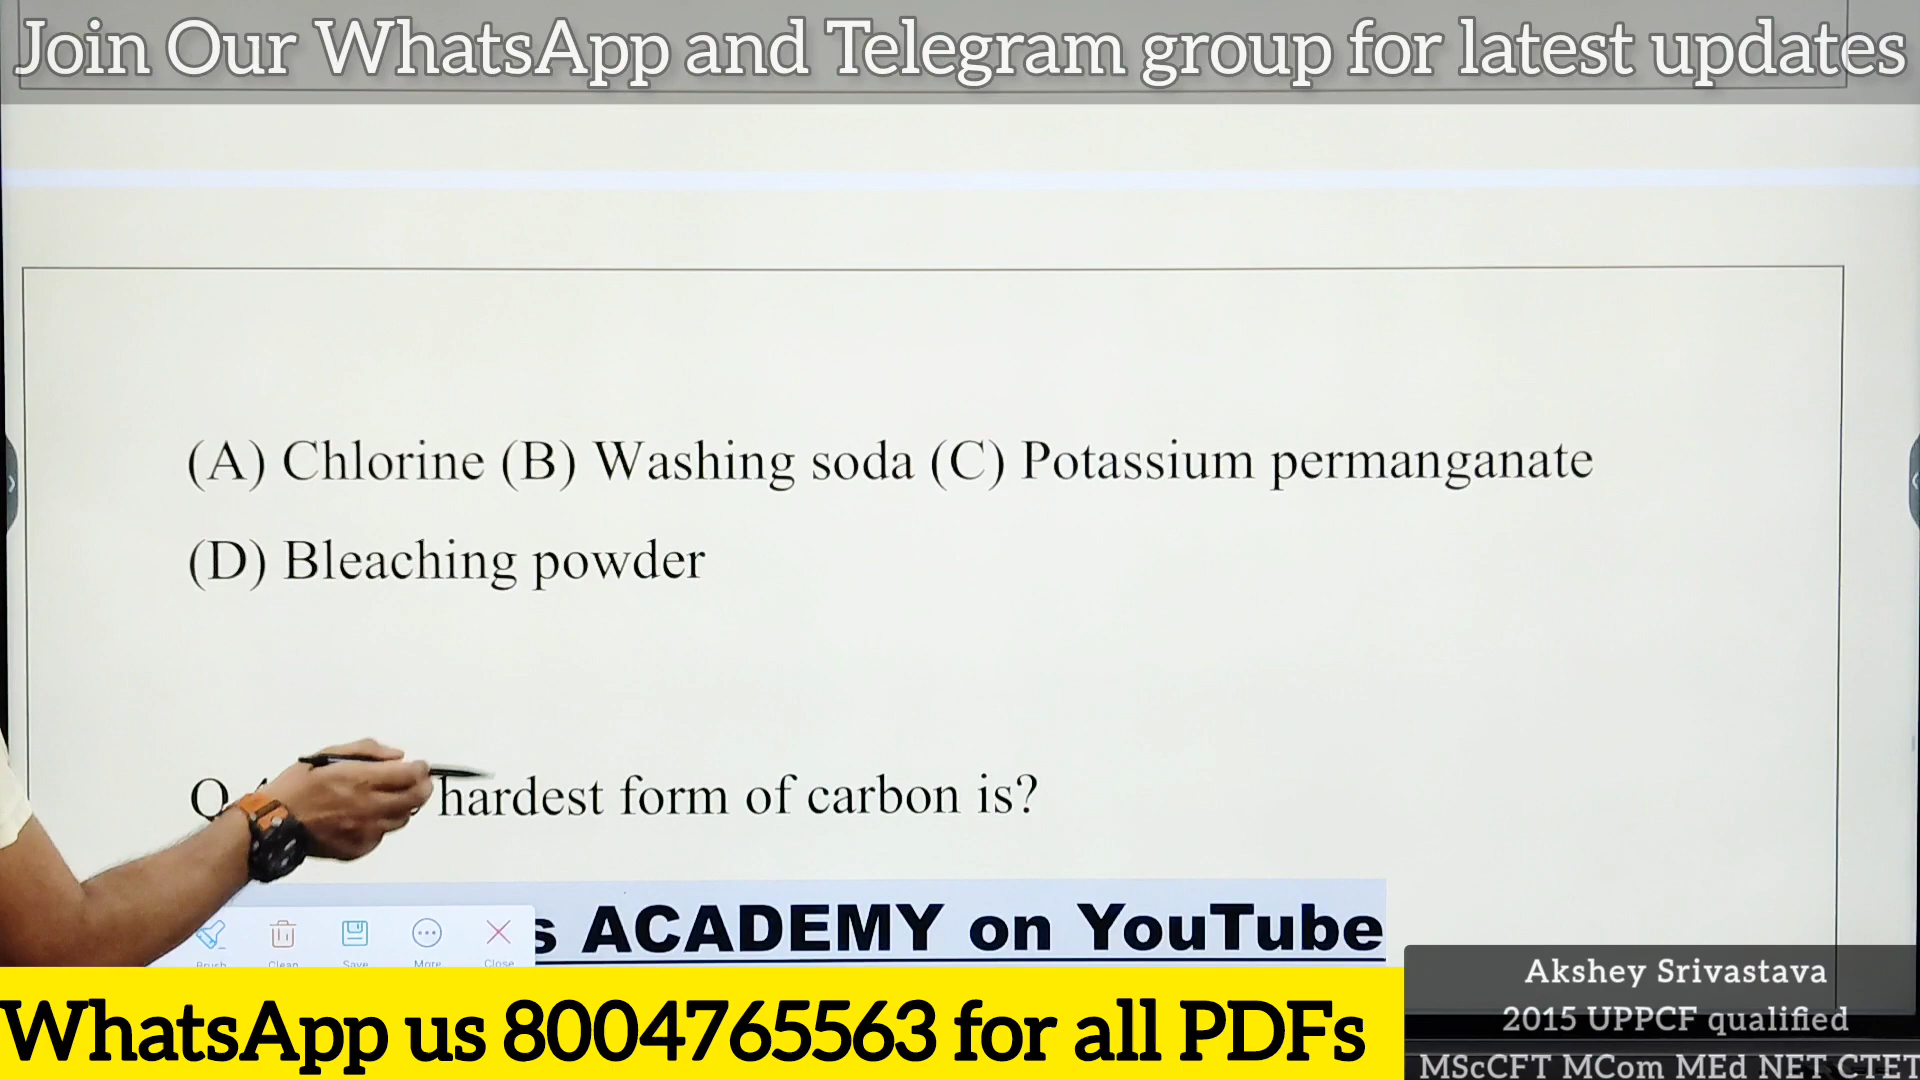 Join Our WhatsApp and Telegram group for latest updates
(A) Chlorine (B) Washing soda (C) Potassium permanganate
(D) Bleaching powder
Q hardest form of carbon is?
s ACADEMY on YouTube
Brush Clean Save More Close
WhatsApp us 8004765563 for all PDFs
Akshey Srivastava
2015 UPPCF qualified
MScCFT MCom MEd NET CTET